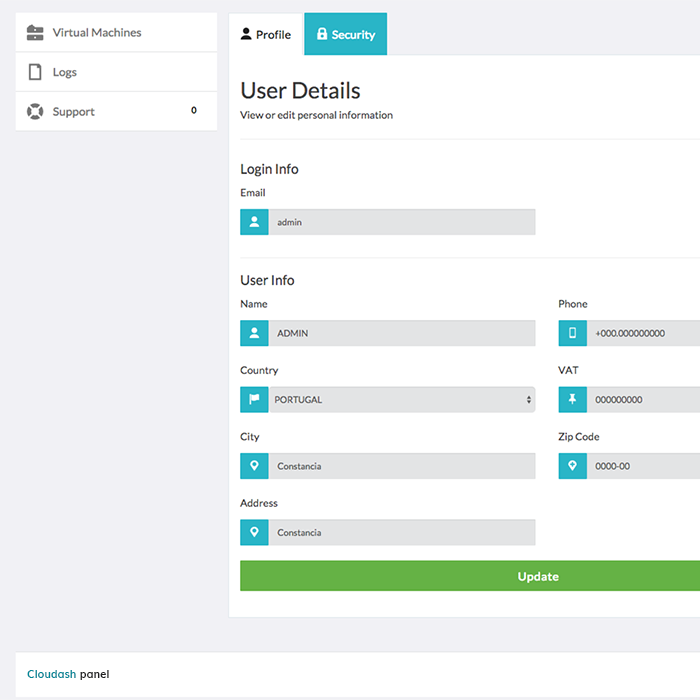 Virtual Machines
Logs
Support 0
Profile Security
User Details
View or edit personal information
Login Info
Email
admin
User Info
Name Phone
ADMIN +000.000000000
Country VAT
PORTUGAL 000000000
City Zip Code
Constancia 0000-00
Address
Constancia
Update
Cloudash panel